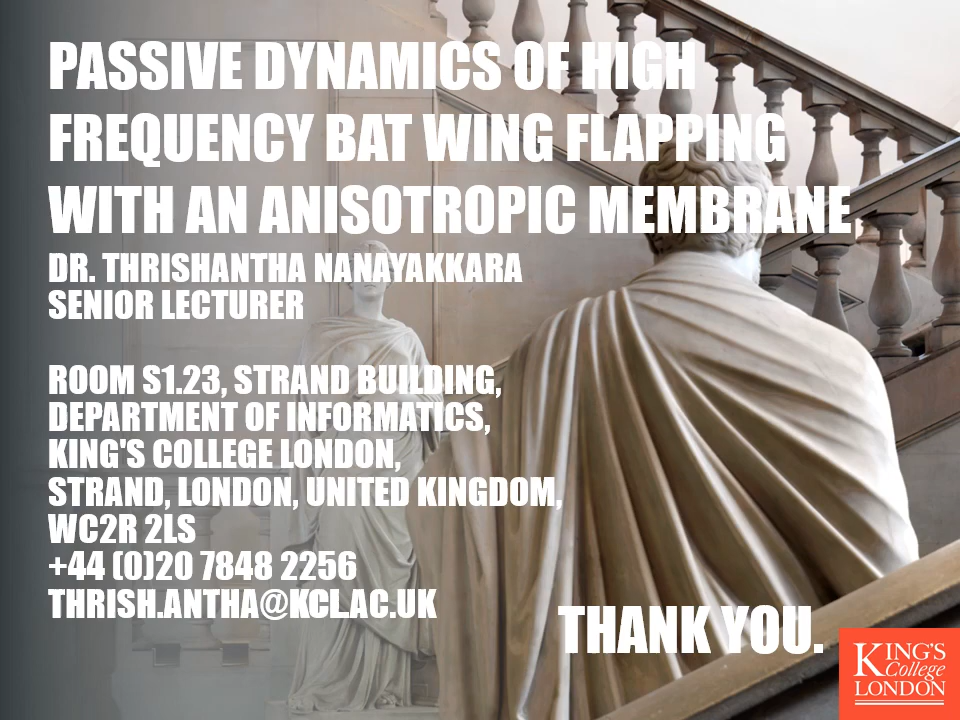 PASSIVE DYNAMICS OF HIGH
FREQUENCY BAT WING FLAPPING
WITH AN ANISOTROPIC MEMBRANE.
DR. THRISHANTHA NANAYAKKARA
SENIOR LECTURER
ROOM S1.23, STRAND BUILDING,
DEPARTMENT OF INFORMATICS,
KING'S COLLEGE LONDON,
STRAND, LONDON, UNITED KINGDOM,
WC2R 2LS
+44 (0)20 7848 2256
THRISH.ANTHA@KCL.AC.UK
THANK YOU.
KING'S
College
LONDON